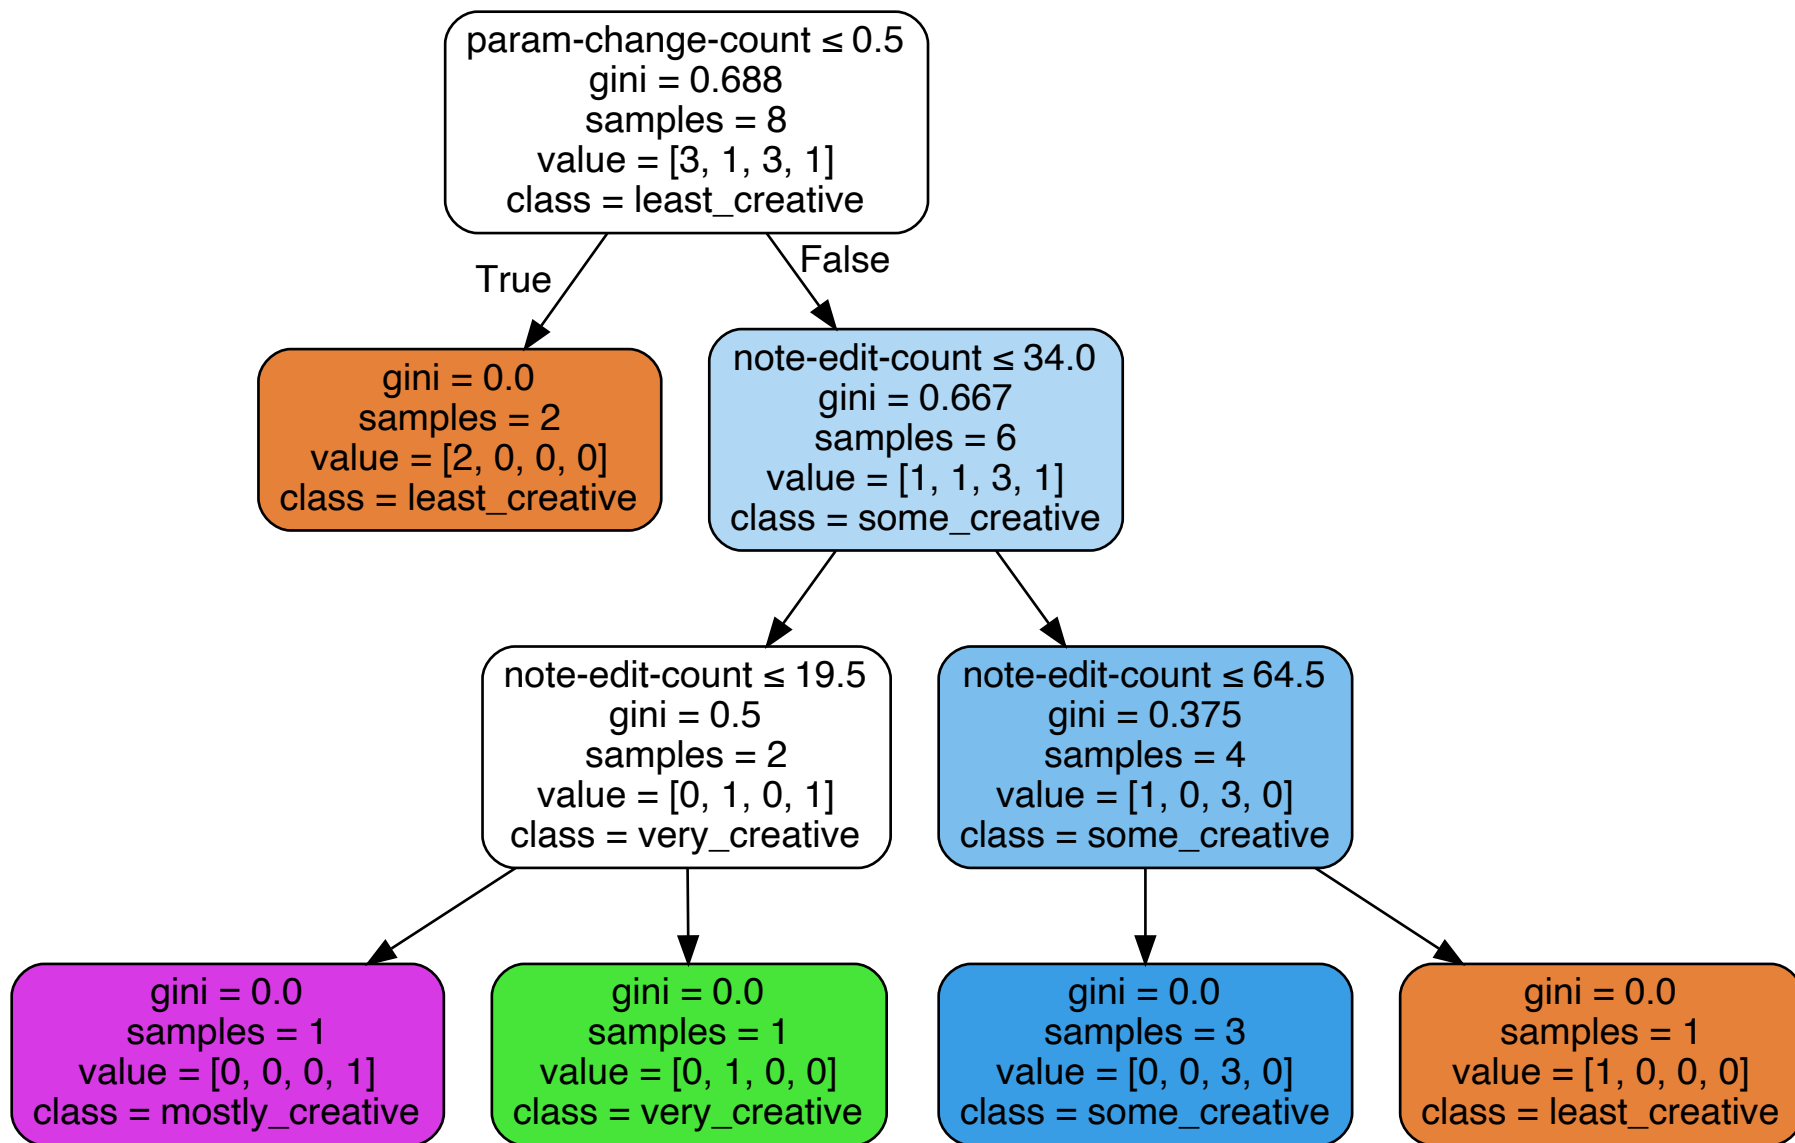 param-change-count ≤ 0.5
gini = 0.688
samples = 8
value = [3, 1, 3, 1]
class = least_creative
True
False
gini = 0.0
samples = 2
value = [2, 0, 0, 0]
class = least_creative
note-edit-count ≤ 34.0
gini = 0.667
samples = 6
value = [1, 1, 3, 1]
class = some_creative
note-edit-count ≤ 19.5
gini = 0.5
samples = 2
value = [0, 1, 0, 1]
class = very_creative
note-edit-count ≤ 64.5
gini = 0.375
samples = 4
value = [1, 0, 3, 0]
class = some_creative
gini = 0.0
samples = 1
value = [0, 0, 0, 1]
class = mostly_creative
gini = 0.0
samples = 1
value = [0, 1, 0, 0]
class = very_creative
gini = 0.0
samples = 3
value = [0, 0, 3, 0]
class = some_creative
gini = 0.0
samples = 1
value = [1, 0, 0, 0]
class = least_creative